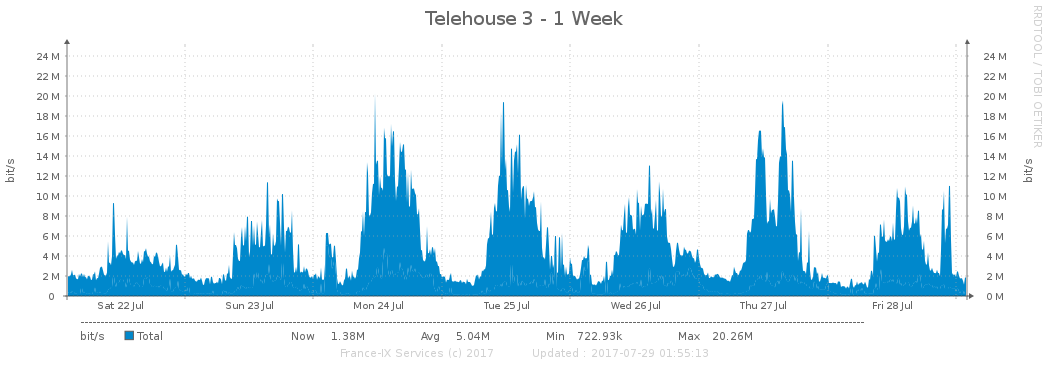 Telehouse 3 - 1 Week
RRDTOOL / TOBI OETIKER
bit/s
24 M 24 M
22 M 22 M
20 M 20 M
18 M 18 M
16 M 16 M
14 M 14 M
12 M 12 M
10 M 10 M
8 M 8 M
6 M 6 M
4 M 4 M
2 M 2 M
0 0 M
bit/s
Sat 22 Jul Sun 23 Jul Mon 24 Jul Tue 25 Jul Wed 26 Jul Thu 27 Jul Fri 28 Jul
bit/s Total Now 1.38M Avg 5.04M Min 722.93k Max 20.26M
France-IX Services (c) 2017 Updated : 2017-07-29 01:55:13